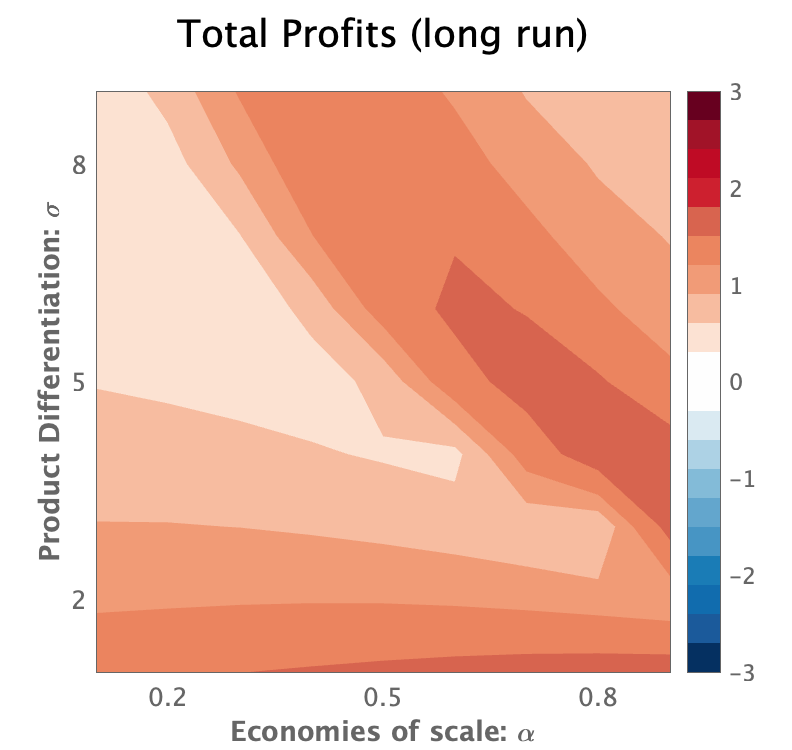 Total Profits (long run)
3
8
2
Product Differentiation: σ
1
5
0
−1
2
−2
−3
0.2 0.5 0.8
Economies of scale: α